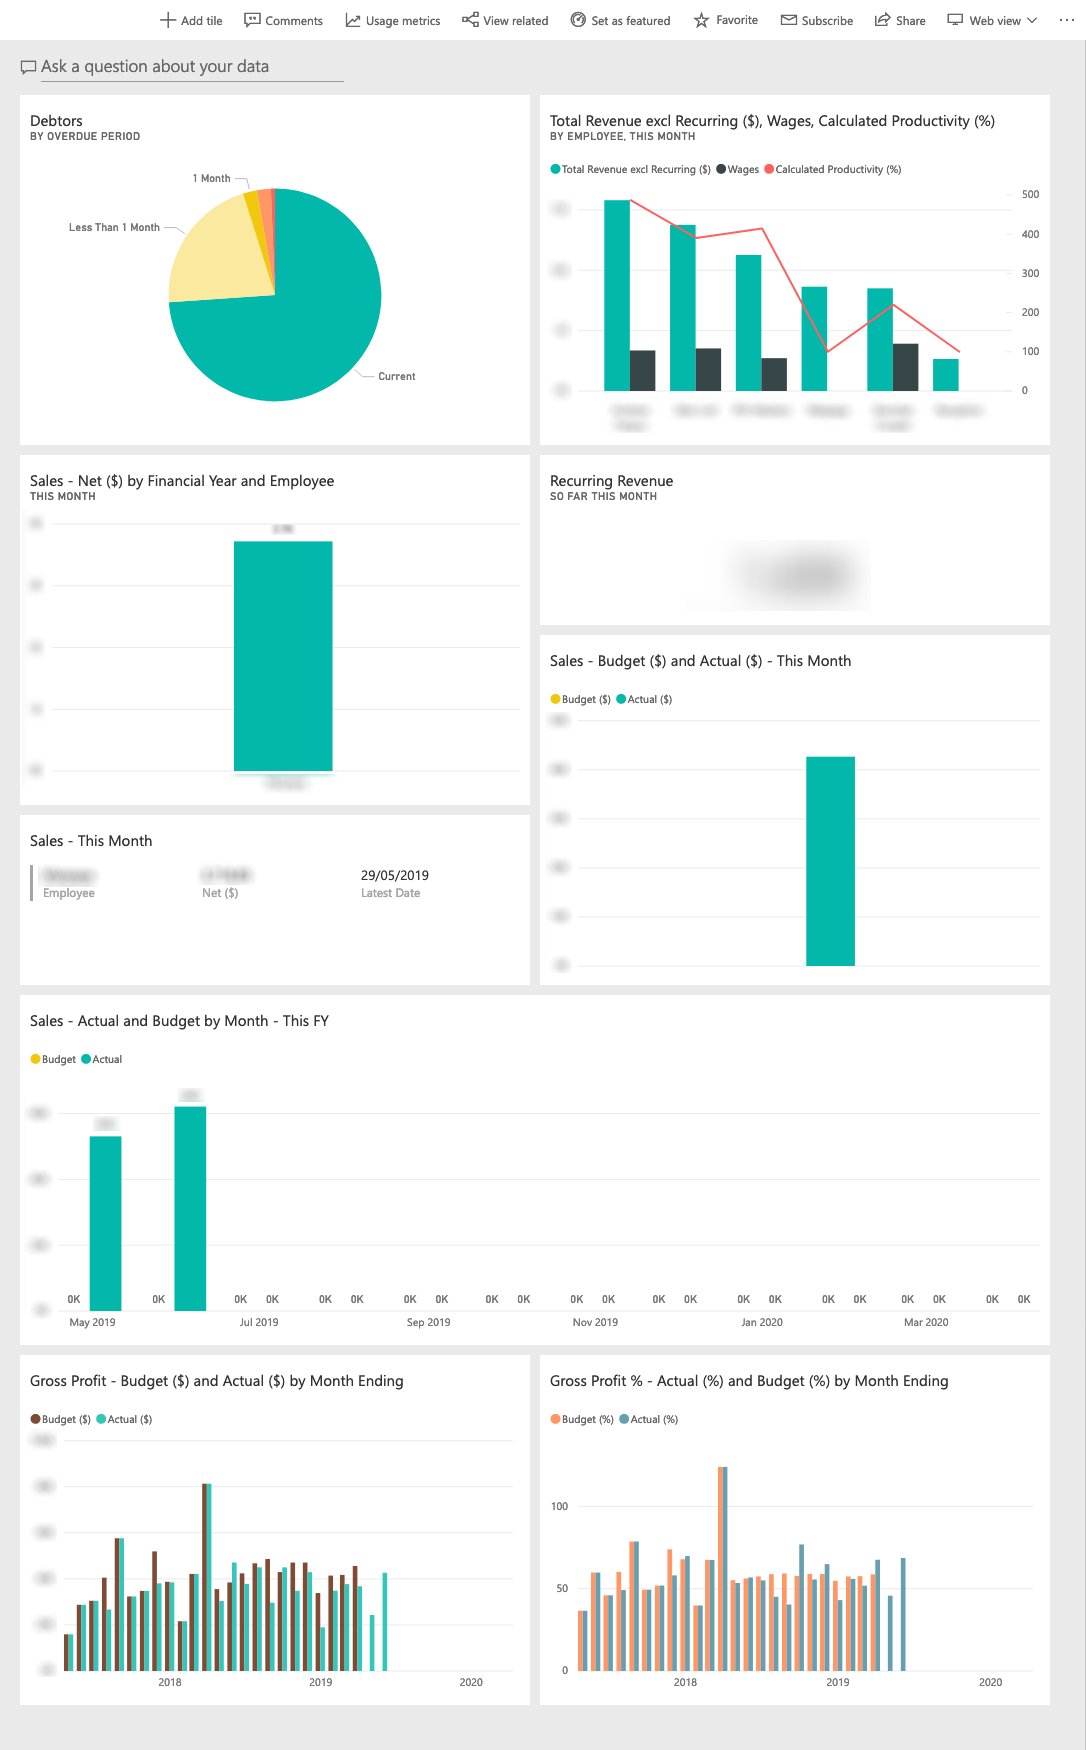 Add tile Comments Usage metrics View related Set as featured Favorite Subscribe Share Web view ...
Ask a question about your data
Debtors
BY OVERDUE PERIOD
1 Month
Less Than 1 Month
Current
Total Revenue excl Recurring ($), Wages, Calculated Productivity (%)
BY EMPLOYEE, THIS MONTH
Total Revenue excl Recurring ($) Wages Calculated Productivity (%)
500
400
300
200
100
0
Sales - Net ($) by Financial Year and Employee
THIS MONTH
Recurring Revenue
SO FAR THIS MONTH
Sales - Budget ($) and Actual ($) - This Month
Budget ($) Actual ($)
Sales - This Month
29/05/2019
Employee Net ($) Latest Date
Sales - Actual and Budget by Month - This FY
Budget Actual
0K 0K 0K 0K 0K 0K 0K 0K 0K 0K 0K 0K 0K 0K 0K 0K 0K 0K 0K 0K 0K 0K
May 2019 Jul 2019 Sep 2019 Nov 2019 Jan 2020 Mar 2020
Gross Profit - Budget ($) and Actual ($) by Month Ending
Budget ($) Actual ($)
2018 2019 2020
Gross Profit % - Actual (%) and Budget (%) by Month Ending
Budget (%) Actual (%)
100
50
0
2018 2019 2020